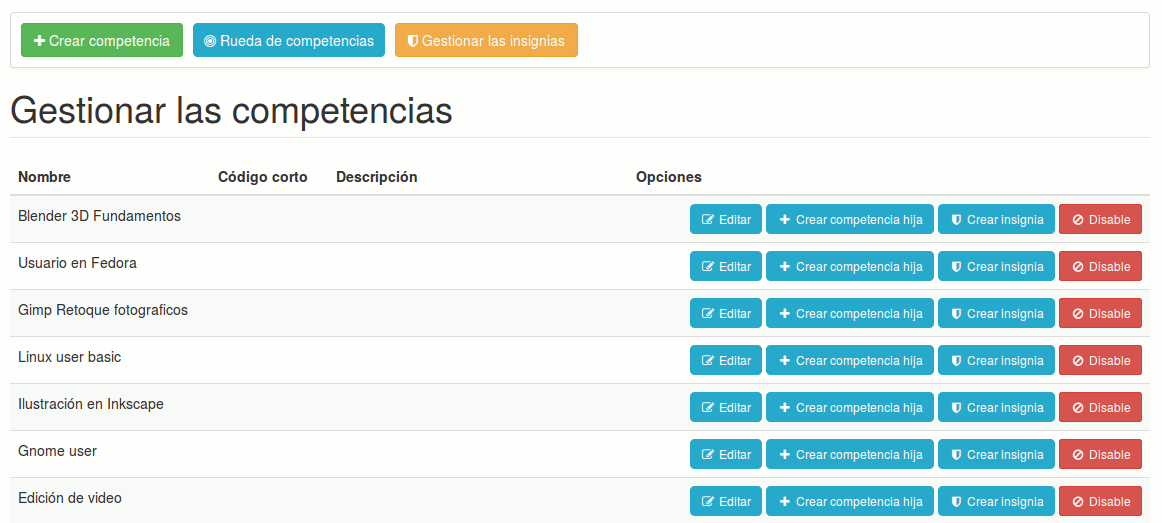 Crear competencia Rueda de competencias Gestionar las insignias
Gestionar las competencias
Nombre Código corto Descripción Opciones
Blender 3D Fundamentos Editar Crear competencia hija Crear insignia Disable
Usuario en Fedora Editar Crear competencia hija Crear insignia Disable
Gimp Retoque fotograficos Editar Crear competencia hija Crear insignia Disable
Linux user basic Editar Crear competencia hija Crear insignia Disable
Ilustración en Inkscape Editar Crear competencia hija Crear insignia Disable
Gnome user Editar Crear competencia hija Crear insignia Disable
Edición de video Editar Crear competencia hija Crear insignia Disable